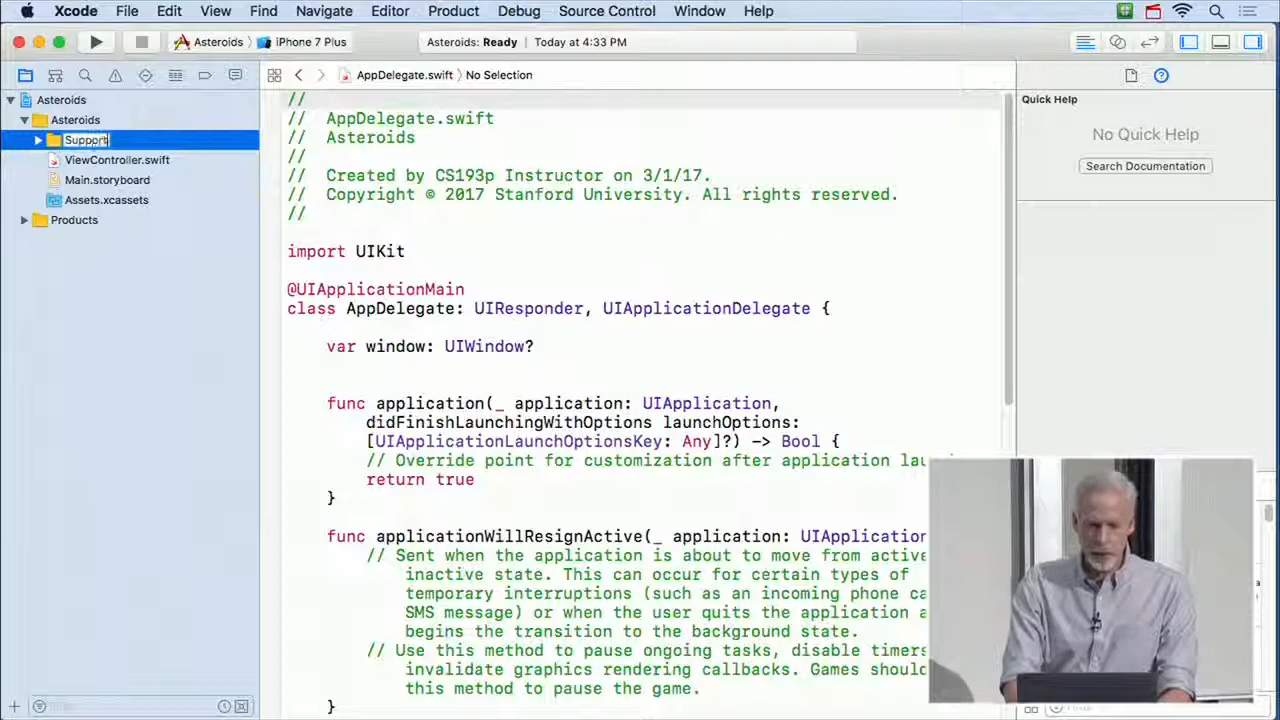 Xcode File Edit View Find Navigate Editor Product Debug Source Control Window Help
Asteroids iPhone 7 Plus Asteroids: Ready Today at 4:33 PM
AppDelegate.swift No Selection
Asteroids
Asteroids
Support
ViewController.swift
Main.storyboard
Assets.xcassets
Products
//
// AppDelegate.swift
// Asteroids
//
// Created by CS193p Instructor on 3/1/17.
// Copyright © 2017 Stanford University. All rights reserved.
//
import UIKit
@UIApplicationMain
class AppDelegate: UIResponder, UIApplicationDelegate {
var window: UIWindow?
func application(_ application: UIApplication,
didFinishLaunchingWithOptions launchOptions:
[UIApplicationLaunchOptionsKey: Any]?) -> Bool {
// Override point for customization after application lau
return true
}
func applicationWillResignActive(_ application: UIApplication
// Sent when the application is about to move from active
inactive state. This can occur for certain types of
temporary interruptions (such as an incoming phone ca
SMS message) or when the user quits the application a
begins the transition to the background state.
// Use this method to pause ongoing tasks, disable timers
invalidate graphics rendering callbacks. Games shoul
this method to pause the game.
}
Quick Help
No Quick Help
Search Documentation